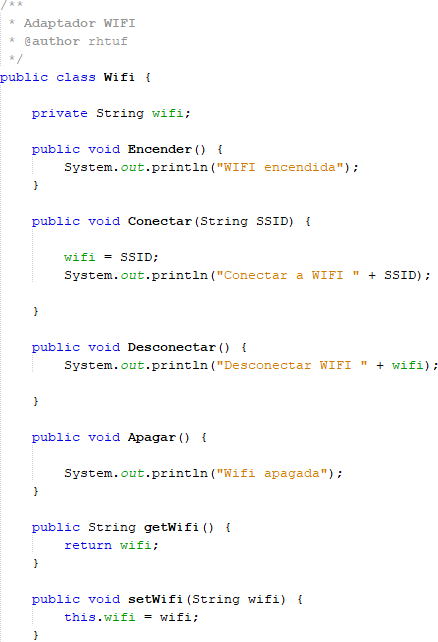 /**
 * Adaptador WIFI
 * @author rhtuf
 */
public class Wifi {
    private String wifi;
    public void Encender() {
        System.out.println("WIFI encendida");
    }
    public void Conectar(String SSID) {
        wifi = SSID;
        System.out.println("Conectar a WIFI " + SSID);
    }
    public void Desconectar() {
        System.out.println("Desconectar WIFI " + wifi);
    }
    public void Apagar() {
        System.out.println("Wifi apagada");
    }
    public String getWifi() {
        return wifi;
    }
    public void setWifi(String wifi) {
        this.wifi = wifi;
    }